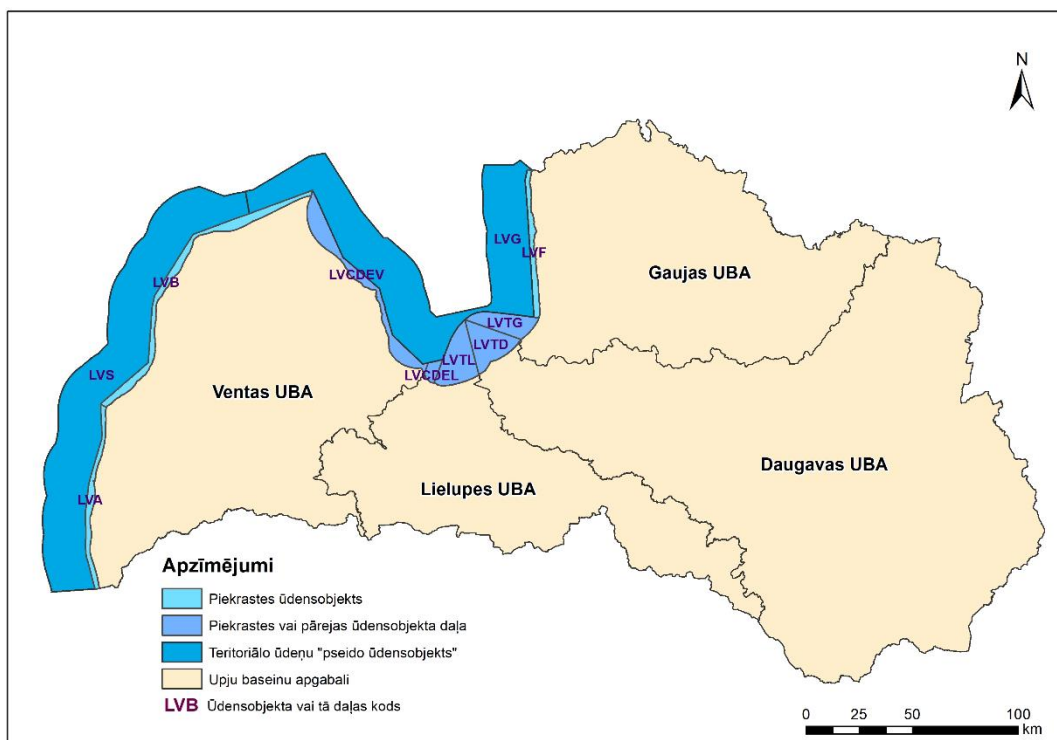 N
LVG
LVF
Gaujas UBA
LVB
LVCDEV
LVTG
LVTD
LVTL
LVCDEL
LVS
Ventas UBA
Daugavas UBA
Lielupes UBA
LVA
Apzīmējumi
Piekrastes ūdensobjekts
Piekrastes vai pārejas ūdensobjekta daļa
Teritoriālo ūdeņu "pseido ūdensobjekts"
Upju baseinu apgabali
LVB Ūdensobjekta vai tā daļas kods
0 25 50 100
km